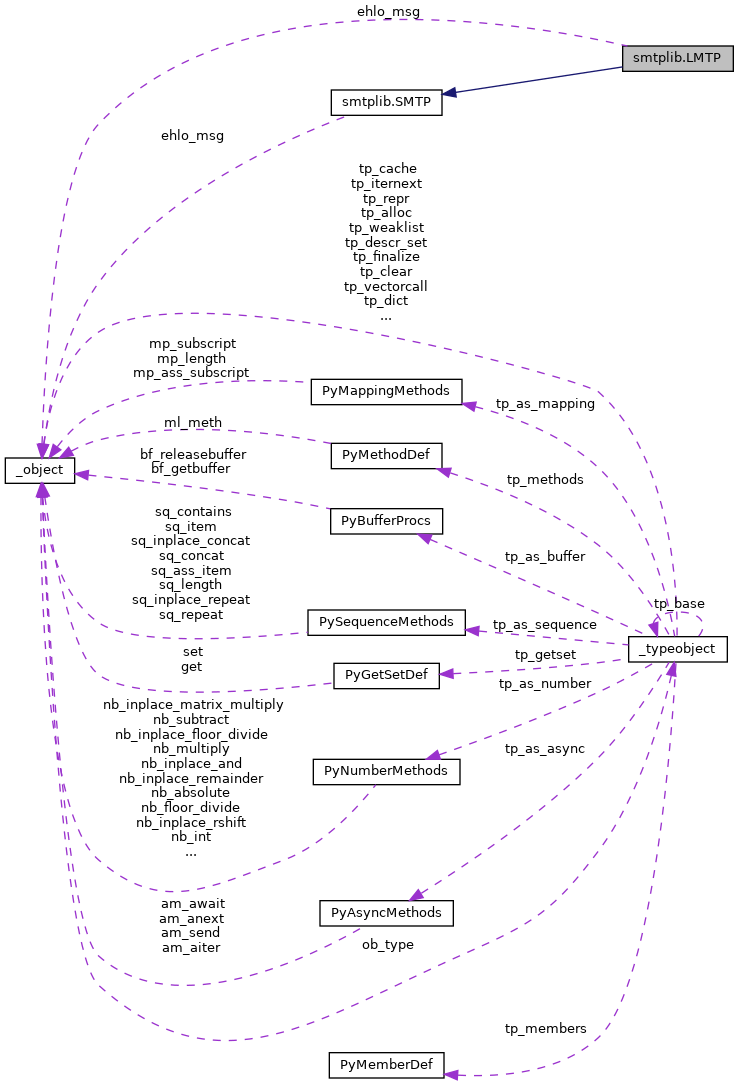 ehlo_msg
smtplib.LMTP
smtplib.SMTP
ehlo_msg
tp_cache
tp_iternext
tp_repr
tp_alloc
tp_weaklist
tp_descr_set
tp_finalize
tp_clear
tp_vectorcall
tp_dict
...
mp_subscript
mp_length
mp_ass_subscript
PyMappingMethods
tp_as_mapping
ml_meth
PyMethodDef
_object
bf_releasebuffer
bf_getbuffer
tp_methods
PyBufferProcs
sq_contains
sq_item
sq_inplace_concat
sq_concat
sq_ass_item
sq_length
sq_inplace_repeat
sq_repeat
tp_as_buffer
tp_base
PySequenceMethods
tp_as_sequence
_typeobject
set
get
tp_getset
PyGetSetDef
tp_as_number
nb_inplace_matrix_multiply
nb_subtract
nb_inplace_floor_divide
nb_multiply
nb_inplace_and
nb_inplace_remainder
nb_absolute
nb_floor_divide
nb_inplace_rshift
nb_int
...
tp_as_async
PyNumberMethods
am_await
am_anext
am_send
am_aiter
PyAsyncMethods
ob_type
tp_members
PyMemberDef